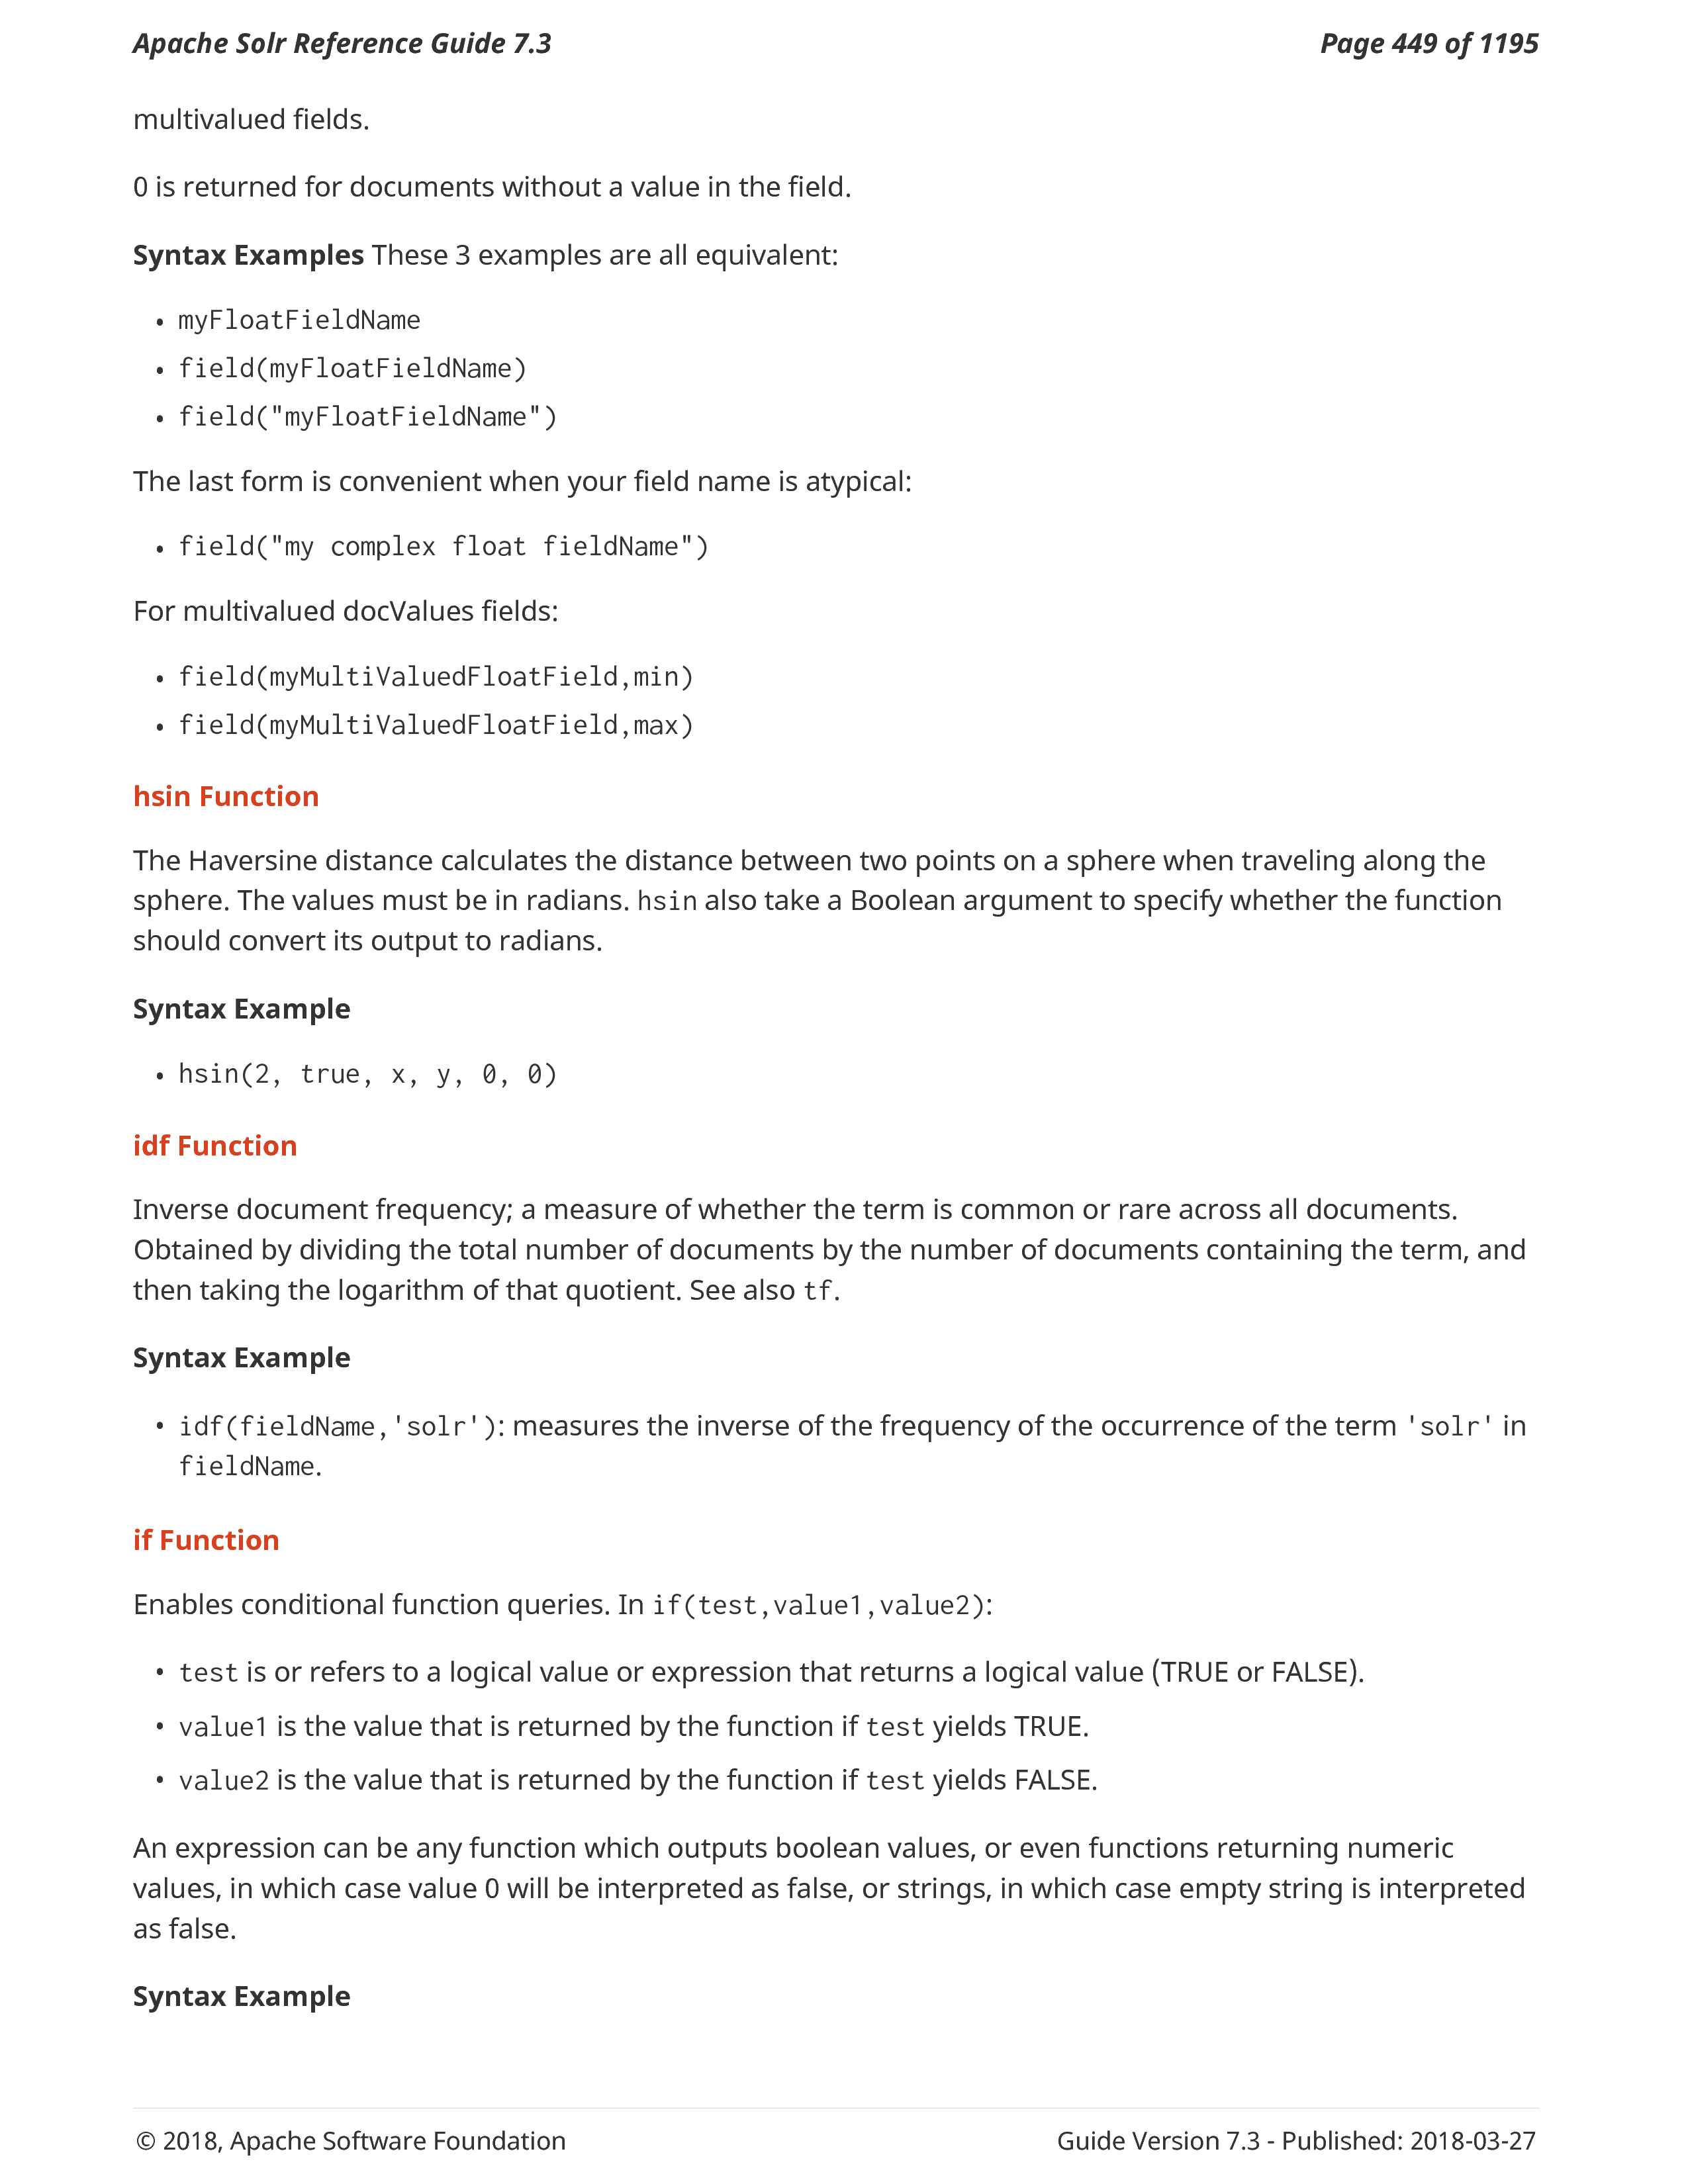 Apache Solr Reference Guide 7.3 Page 449 of 1195
multivalued fields.
0 is returned for documents without a value in the field.
Syntax Examples These 3 examples are all equivalent:
• myFloatFieldName
• field(myFloatFieldName)
• field("myFloatFieldName")
The last form is convenient when your field name is atypical:
• field("my complex float fieldName")
For multivalued docValues fields:
• field(myMultiValuedFloatField,min)
• field(myMultiValuedFloatField,max)
hsin Function
The Haversine distance calculates the distance between two points on a sphere when traveling along the
sphere. The values must be in radians. hsin also take a Boolean argument to specify whether the function
should convert its output to radians.
Syntax Example
• hsin(2, true, x, y, 0, 0)
idf Function
Inverse document frequency; a measure of whether the term is common or rare across all documents.
Obtained by dividing the total number of documents by the number of documents containing the term, and
then taking the logarithm of that quotient. See also tf.
Syntax Example
• idf(fieldName,'solr'): measures the inverse of the frequency of the occurrence of the term 'solr' in
fieldName.
if Function
Enables conditional function queries. In if(test,value1,value2):
• test is or refers to a logical value or expression that returns a logical value (TRUE or FALSE).
• value1 is the value that is returned by the function if test yields TRUE.
• value2 is the value that is returned by the function if test yields FALSE.
An expression can be any function which outputs boolean values, or even functions returning numeric
values, in which case value 0 will be interpreted as false, or strings, in which case empty string is interpreted
as false.
Syntax Example
© 2018, Apache Software Foundation Guide Version 7.3 - Published: 2018-03-27